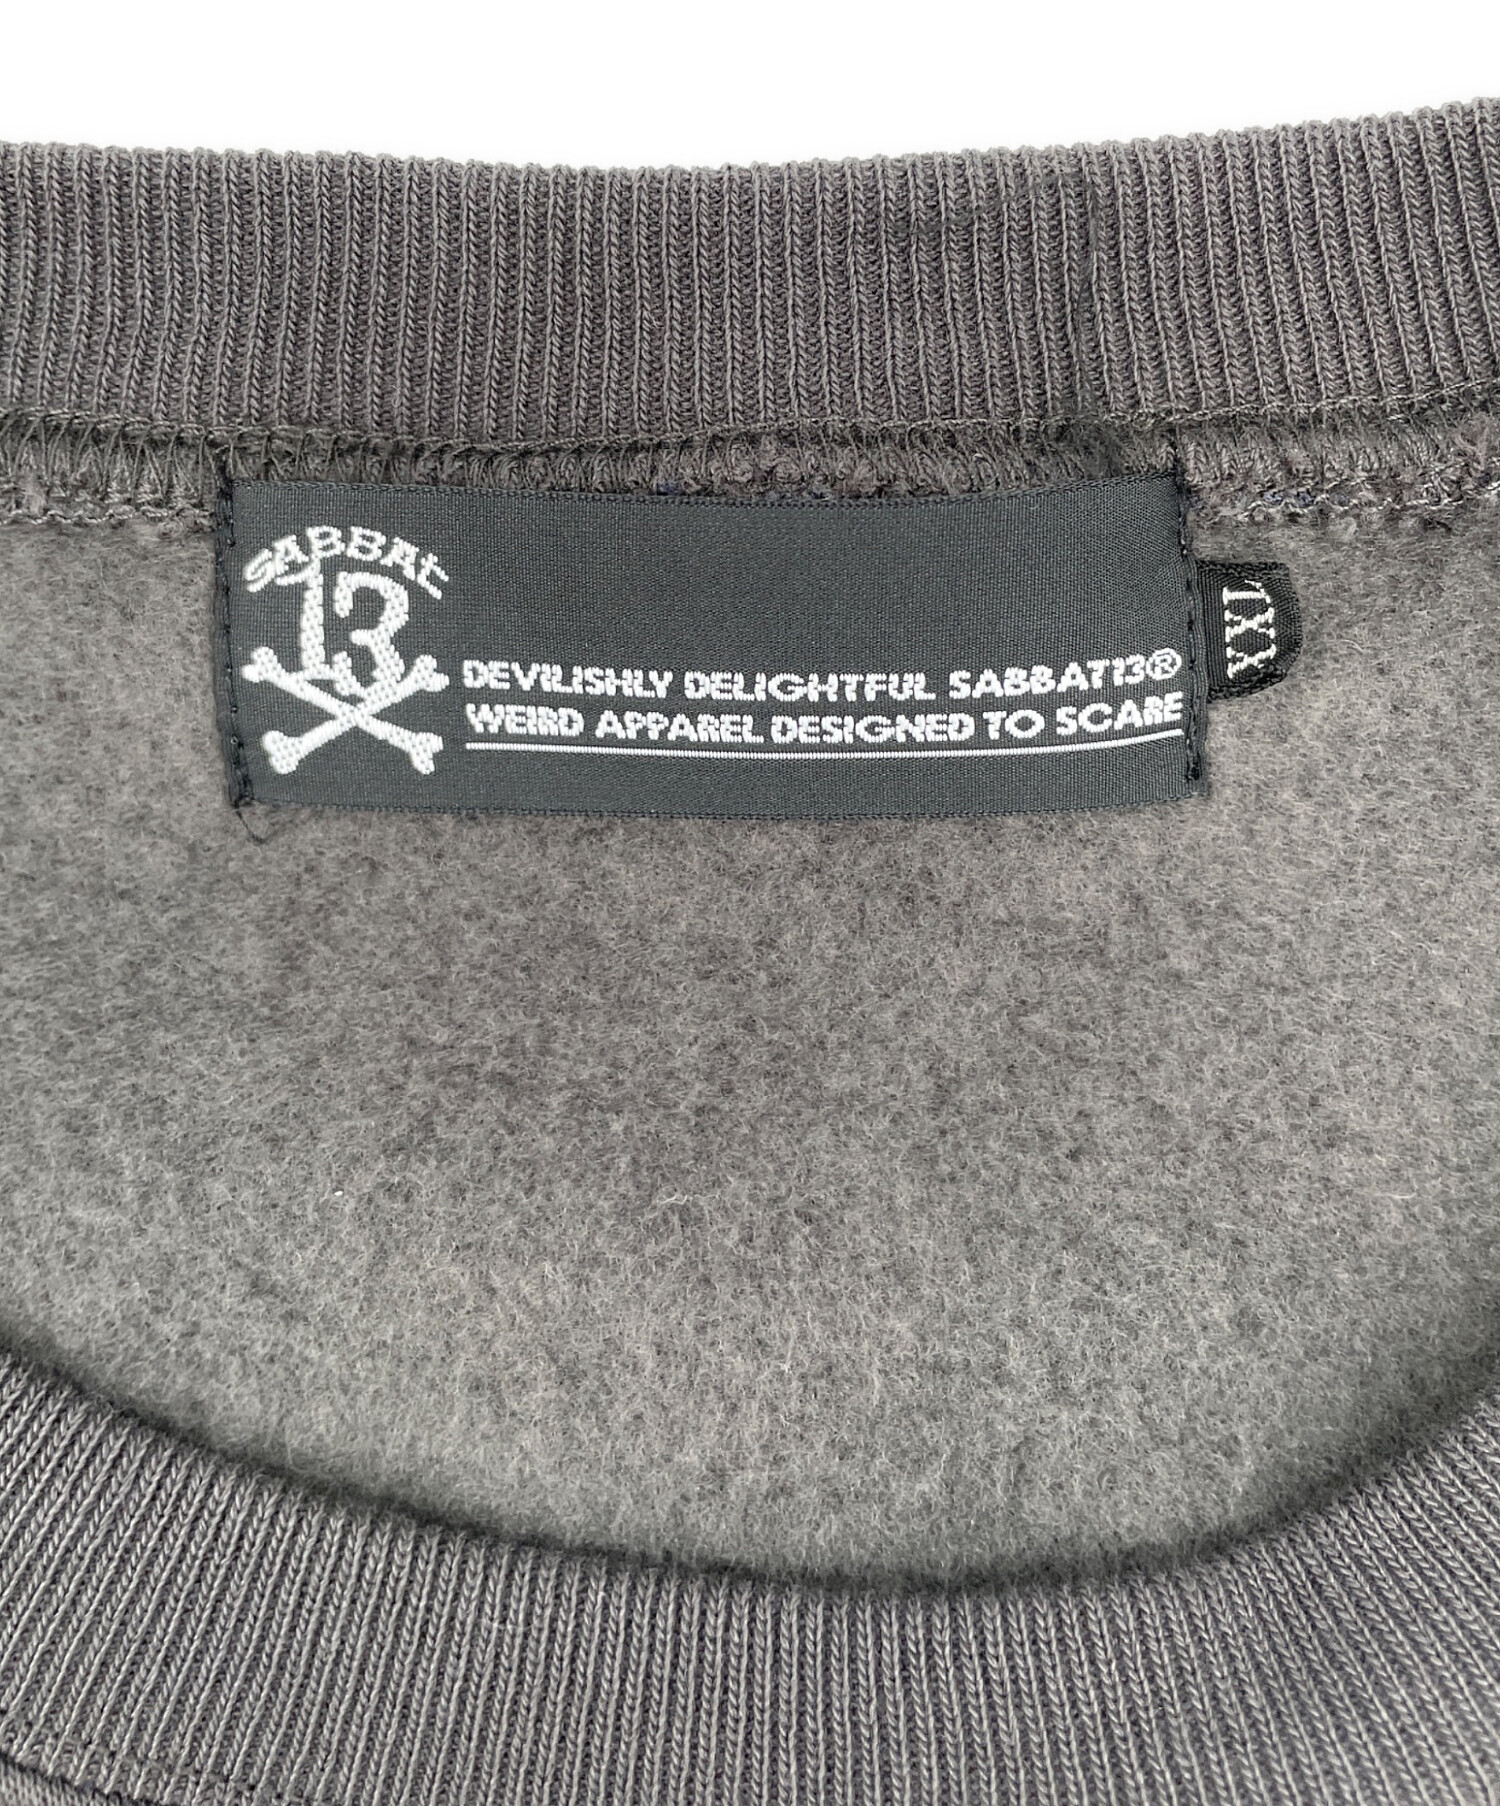 SABBAT
13
DEVILISHLY DELIGHTFUL SABBAT13®
WEIRD APPAREL DESIGNED TO SCARE
XXL